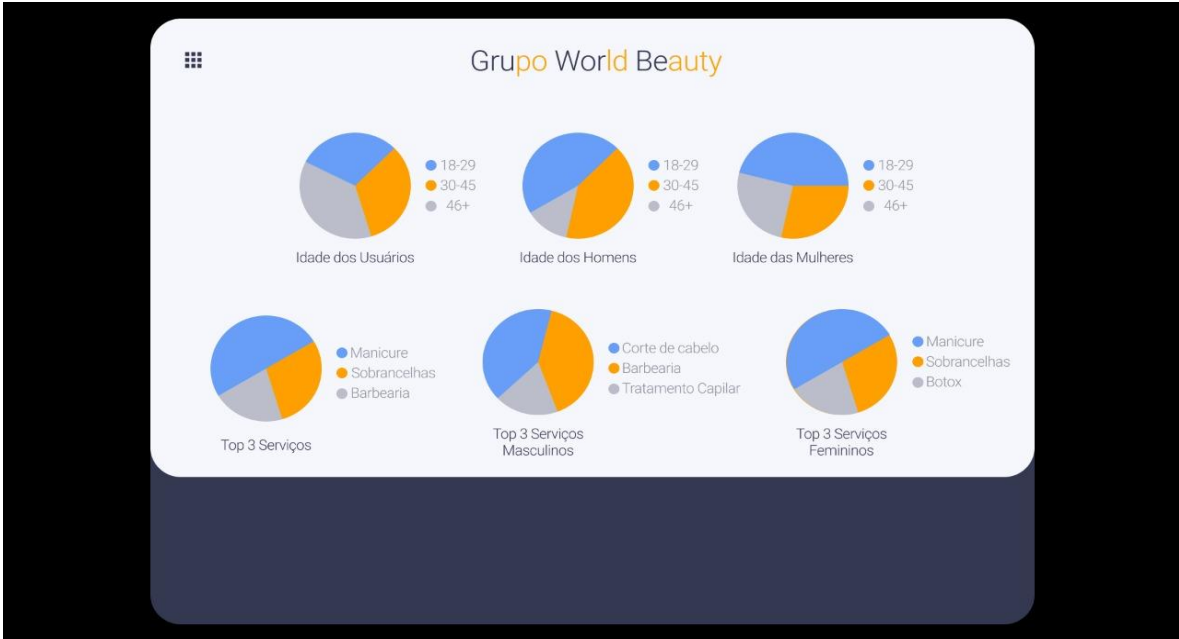 Grupo World Beauty
18-29
30-45
46+
Idade dos Usuários
18-29
30-45
46+
Idade dos Homens
18-29
30-45
46+
Idade das Mulheres
Manicure
Sobrancelhas
Barbearia
Top 3 Serviços
Corte de cabelo
Barbearia
Tratamento Capilar
Top 3 Serviços
Masculinos
Manicure
Sobrancelhas
Botox
Top 3 Serviços
Femininos